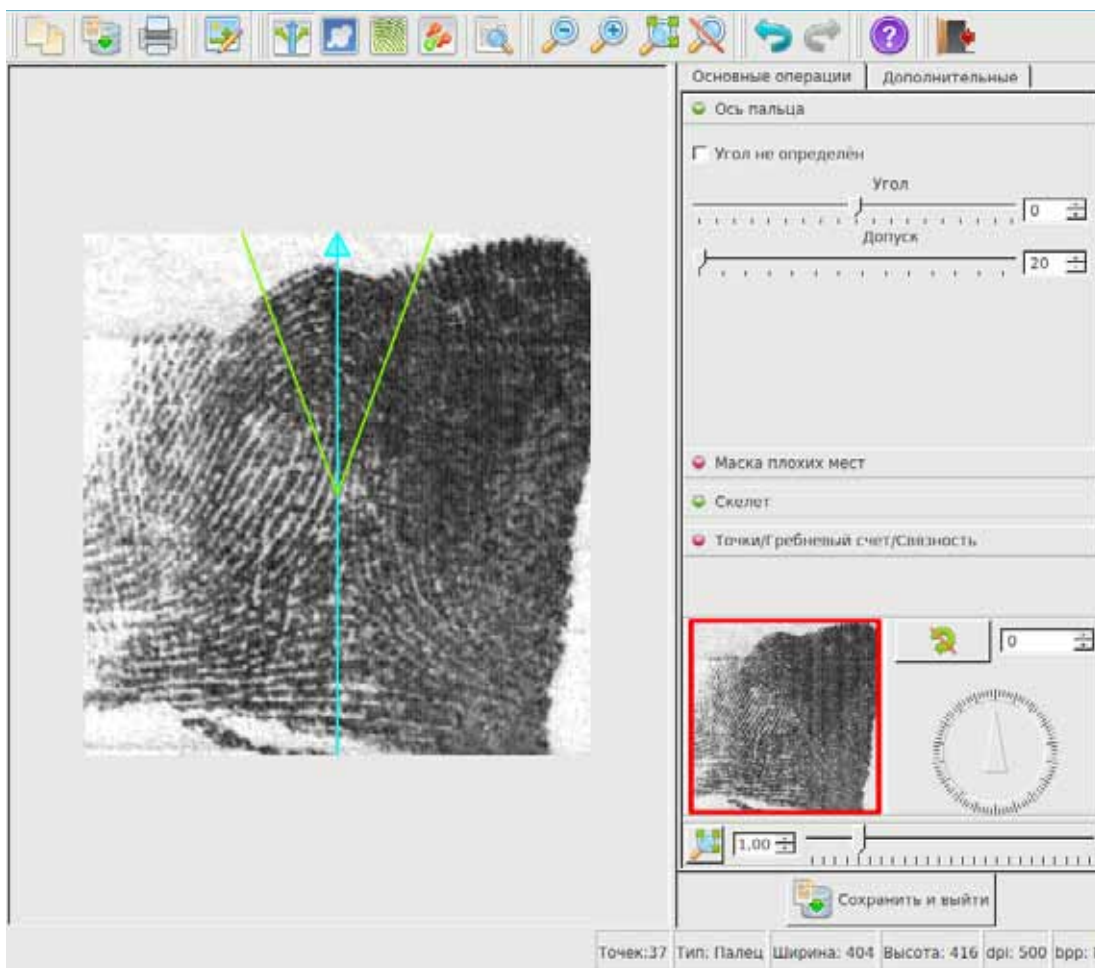 Основные операции
Дополнительные
Ось пальца
Угол не определён
Угол
0
Допуск
20
Маска плохих мест
Скелет
Точки/Гребневый счет/Связность
0
1,00
Сохранить и выйти
Точек:37 Тип: Палец Ширина: 404 Высота: 416 dpi: 500 bpp: